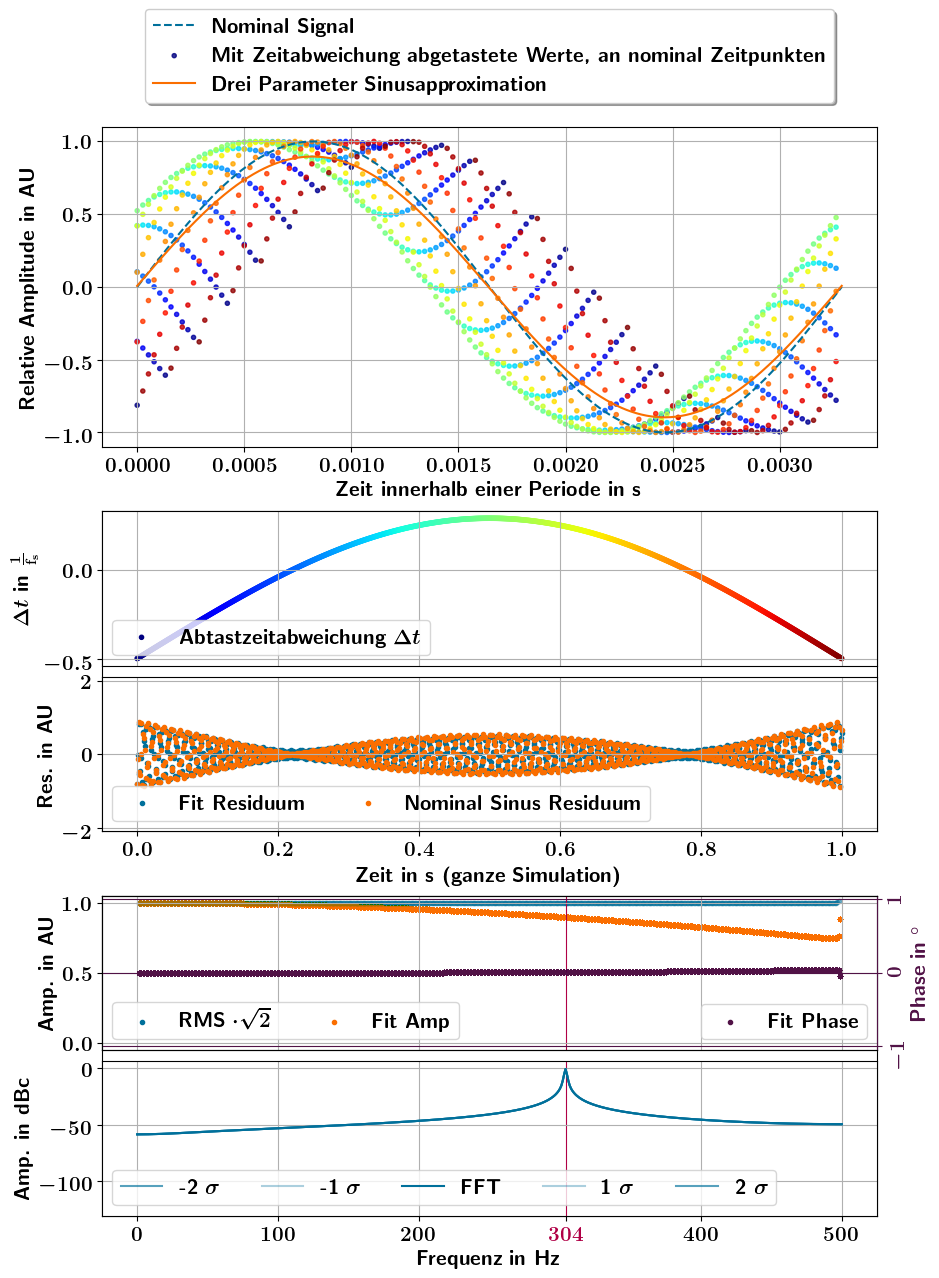 Nominal Signal
Mit Zeitabweichung abgetastete Werte, an nominal Zeitpunkten
Drei Parameter Sinusapproximation
Relative Amplitude in AU
1.0
0.5
0.0
−0.5
−1.0
0.0000 0.0005 0.0010 0.0015 0.0020 0.0025 0.0030
Zeit innerhalb einer Periode in s
Δt in 1/fs
0.0
−0.5
Abtastzeitabweichung Δt
Res. in AU
2
0
−2
Fit Residuum Nominal Sinus Residuum
0.0 0.2 0.4 0.6 0.8 1.0
Zeit in s (ganze Simulation)
Amp. in AU
1.0
0.5
0.0
RMS ·√2 Fit Amp Fit Phase
1
0
−1
Phase in °
Amp. in dBc
0
−50
−100
-2 σ -1 σ FFT 1 σ 2 σ
0 100 200 304 400 500
Frequenz in Hz